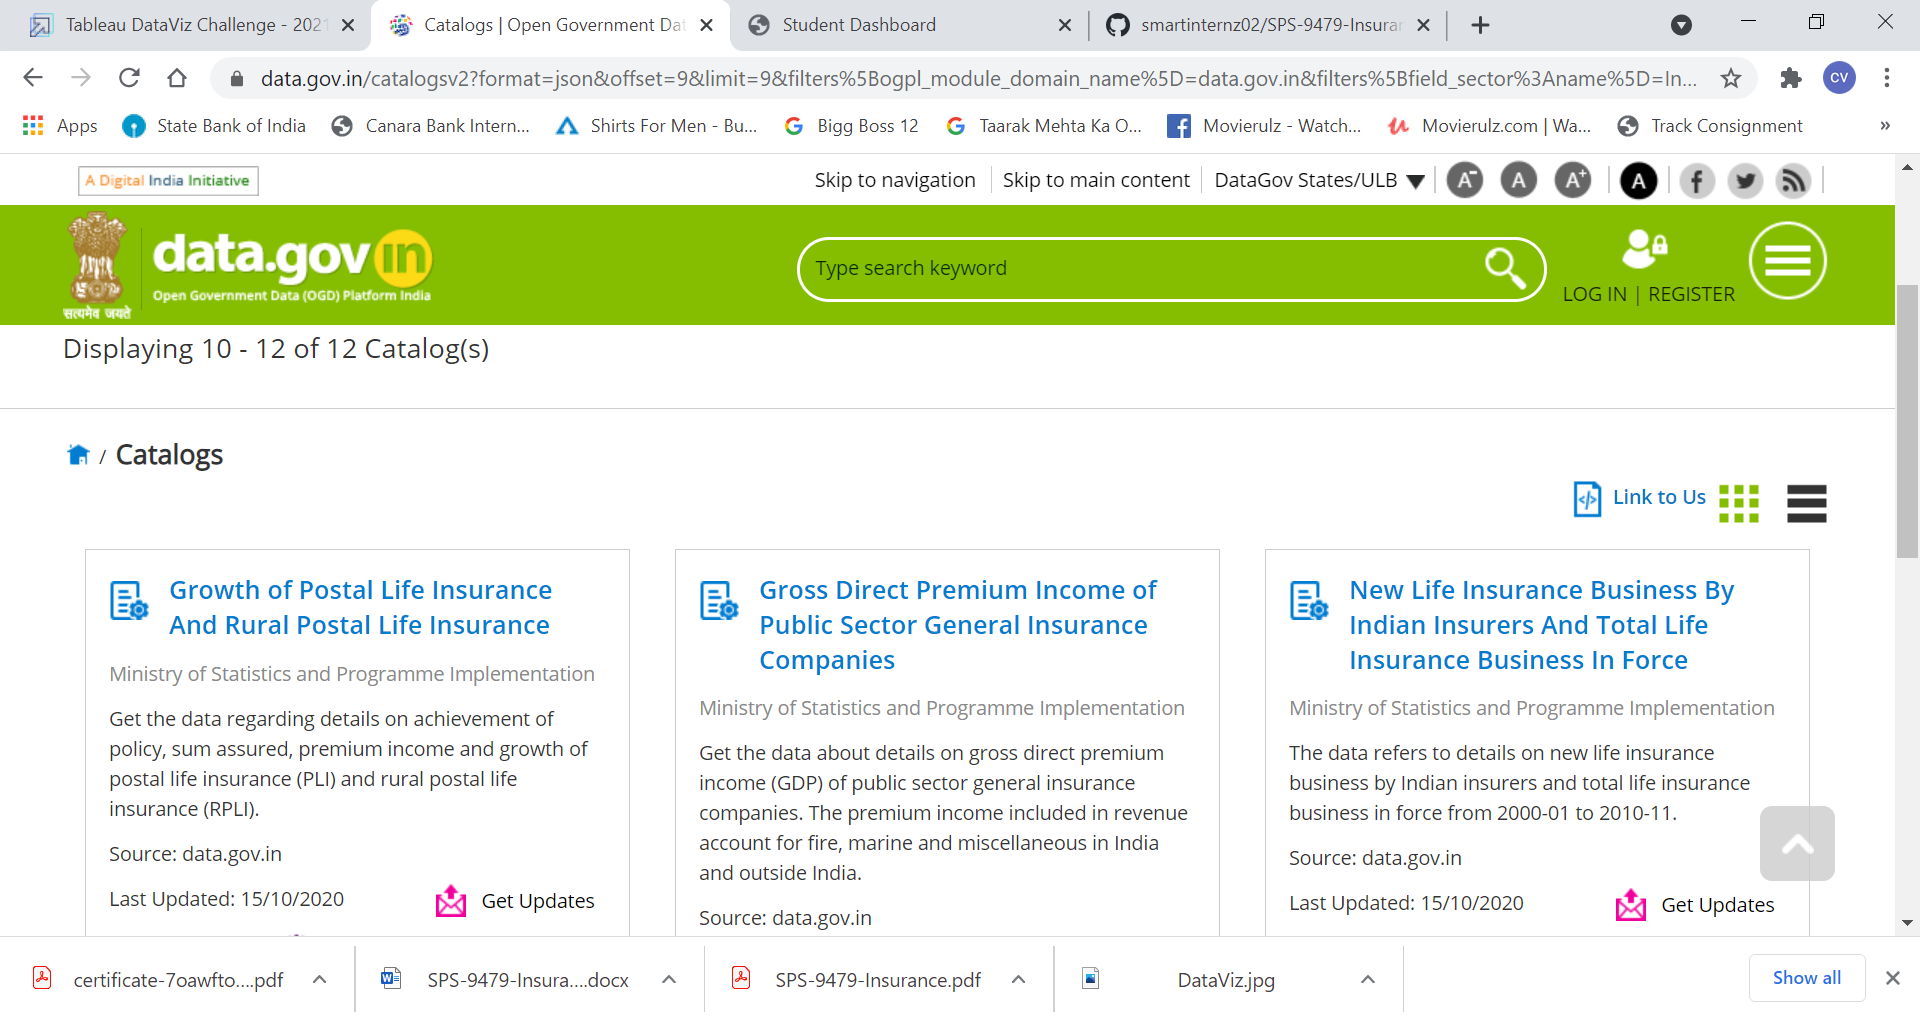 Tableau DataViz Challenge - 2021
Catalogs | Open Government Dat
Student Dashboard
smartinternz02/SPS-9479-Insuran
data.gov.in/catalogsv2?format=json&offset=9&limit=9&filters%5Bogpl_module_domain_name%5D=data.gov.in&filters%5Bfield_sector%3Aname%5D=In...
CV
Apps
State Bank of India
Canara Bank Intern...
Shirts For Men - Bu...
Bigg Boss 12
Taarak Mehta Ka O...
Movierulz - Watch...
Movierulz.com | Wa...
Track Consignment
»
A Digital India Initiative
Skip to navigation
Skip to main content
DataGov States/ULB
A-
A
A+
A
सत्यमेव जयते
data.gov in
Open Government Data (OGD) Platform India
Type search keyword
LOG IN | REGISTER
Displaying 10 - 12 of 12 Catalog(s)
/ Catalogs
Link to Us
Growth of Postal Life Insurance
And Rural Postal Life Insurance
Ministry of Statistics and Programme Implementation
Get the data regarding details on achievement of
policy, sum assured, premium income and growth of
postal life insurance (PLI) and rural postal life
insurance (RPLI).
Source: data.gov.in
Last Updated: 15/10/2020
Get Updates
Gross Direct Premium Income of
Public Sector General Insurance
Companies
Ministry of Statistics and Programme Implementation
Get the data about details on gross direct premium
income (GDP) of public sector general insurance
companies. The premium income included in revenue
account for fire, marine and miscellaneous in India
and outside India.
Source: data.gov.in
New Life Insurance Business By
Indian Insurers And Total Life
Insurance Business In Force
Ministry of Statistics and Programme Implementation
The data refers to details on new life insurance
business by Indian insurers and total life insurance
business in force from 2000-01 to 2010-11.
Source: data.gov.in
Last Updated: 15/10/2020
Get Updates
certificate-7oawfto....pdf
SPS-9479-Insura....docx
SPS-9479-Insurance.pdf
DataViz.jpg
Show all